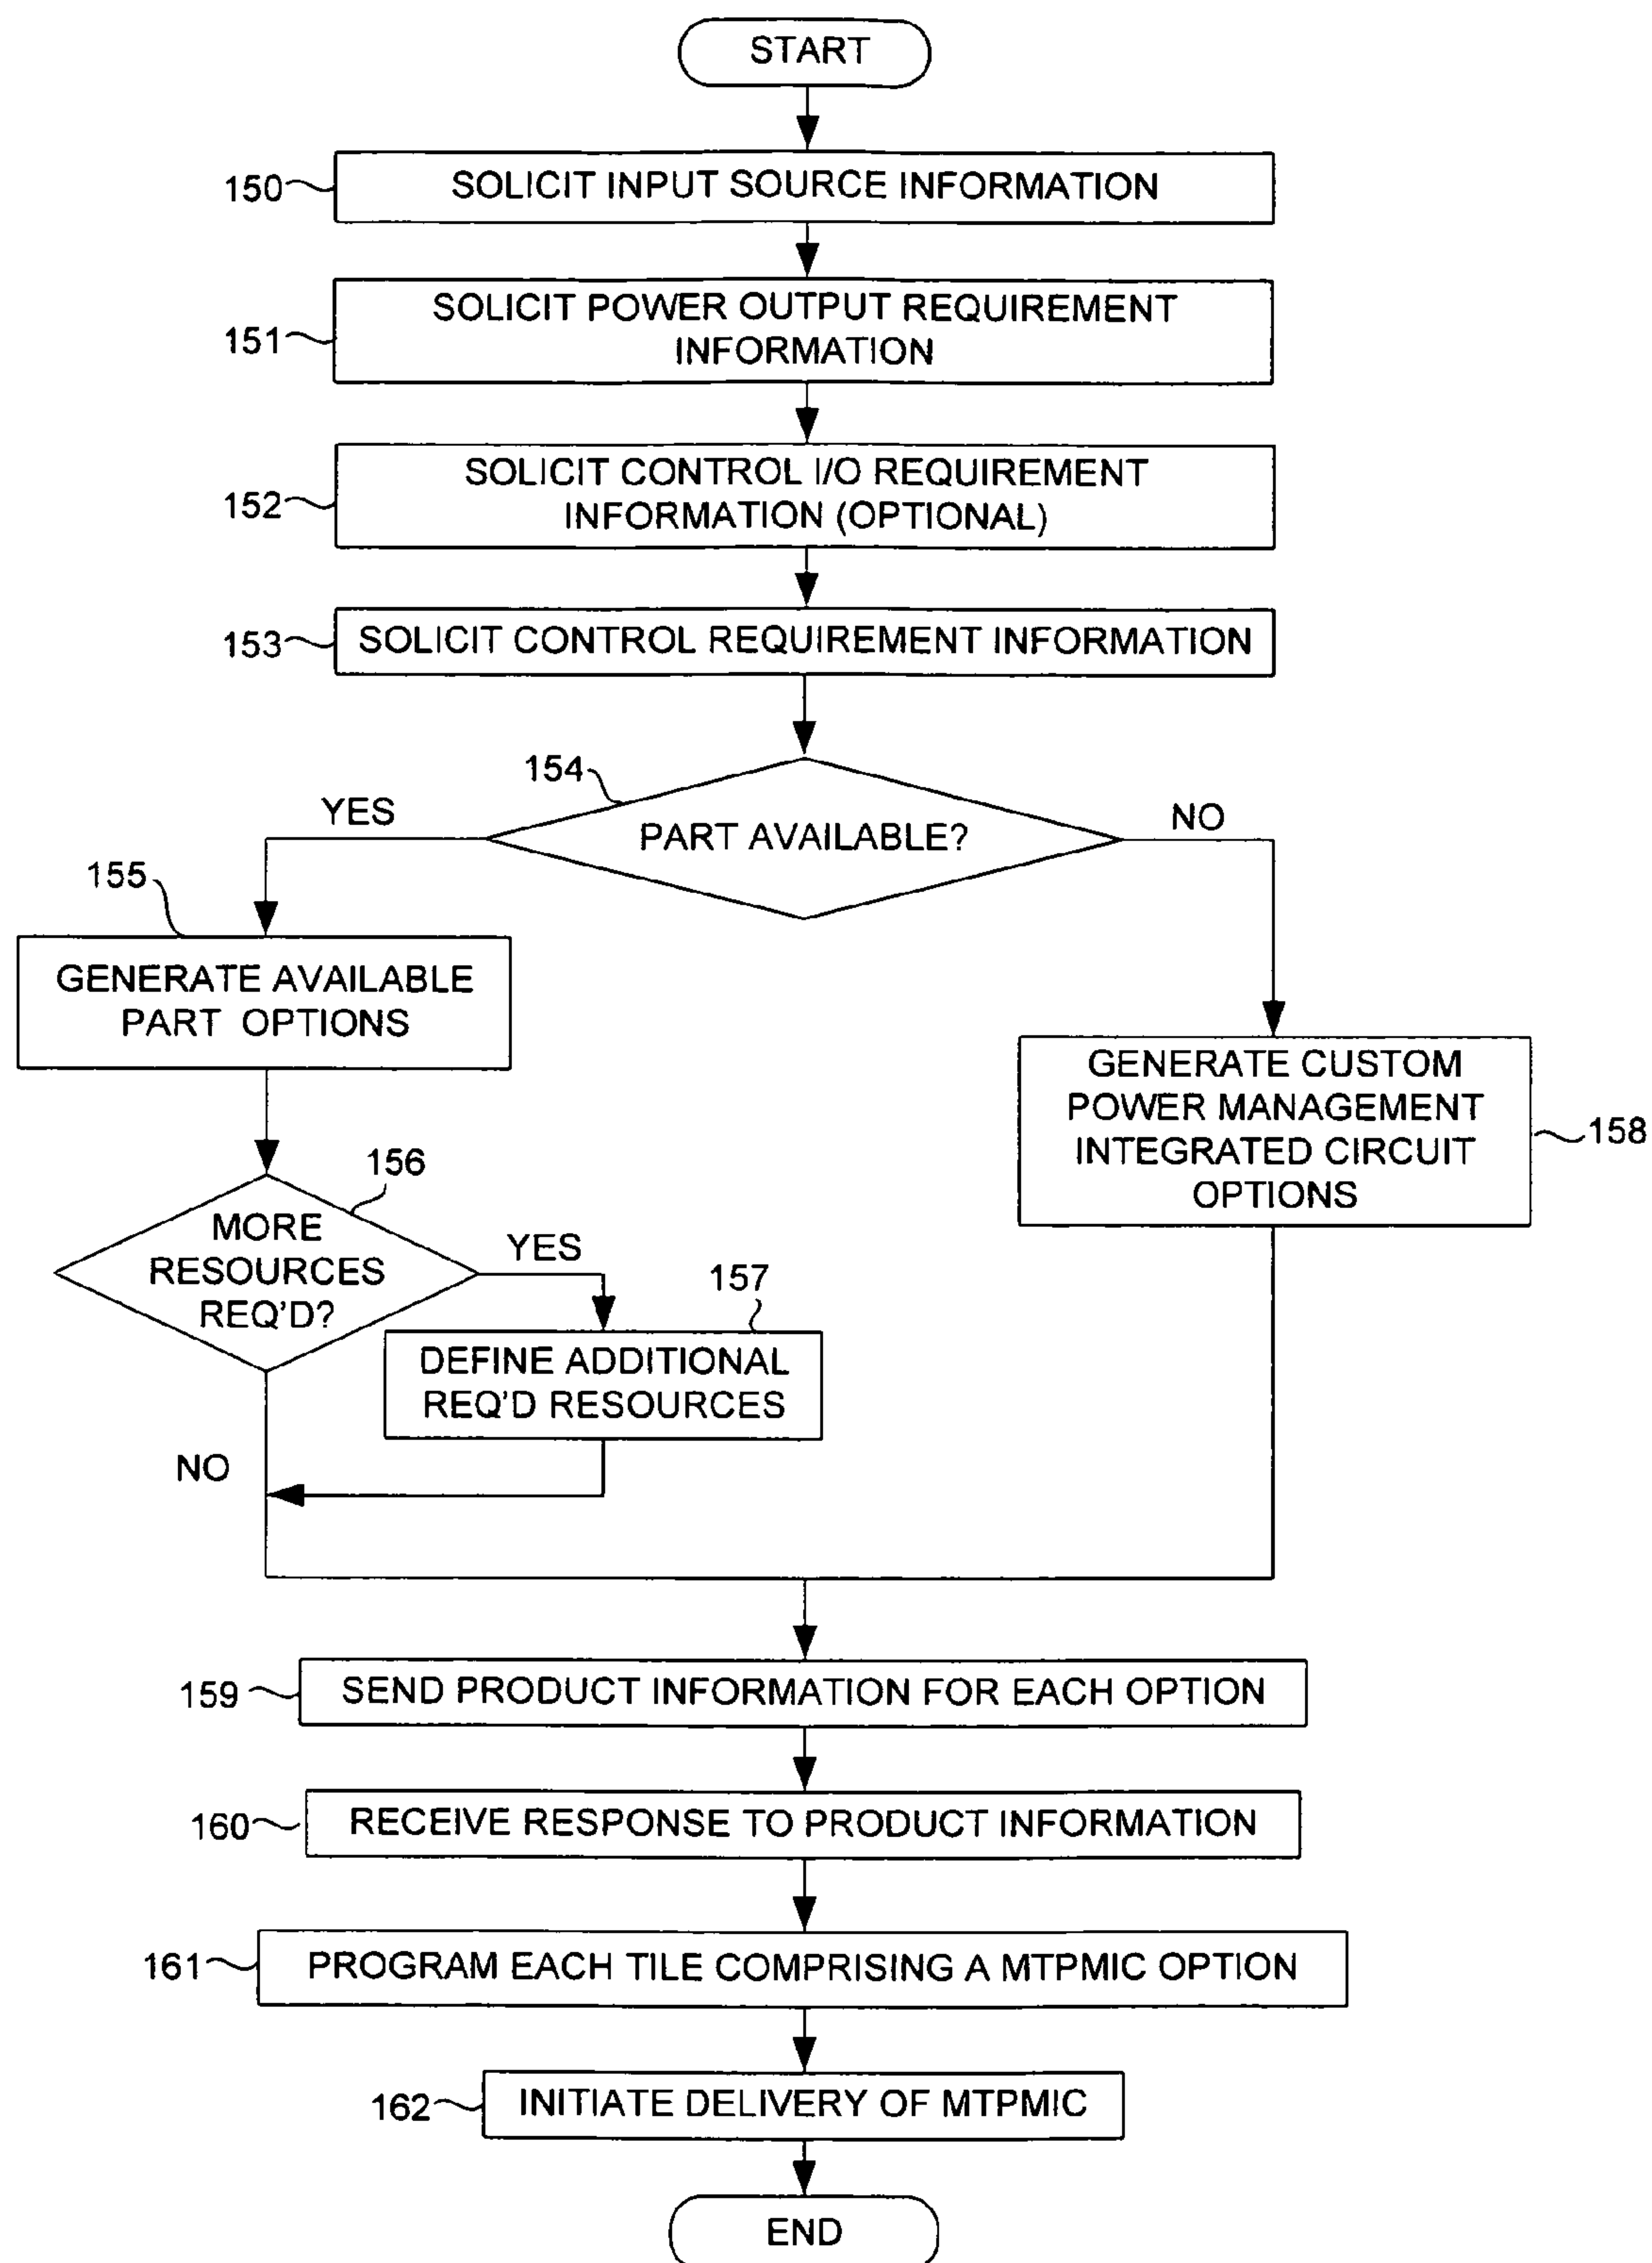 START
150
SOLICIT INPUT SOURCE INFORMATION
151
SOLICIT POWER OUTPUT REQUIREMENT
INFORMATION
152
SOLICIT CONTROL I/O REQUIREMENT
INFORMATION (OPTIONAL)
153
SOLICIT CONTROL REQUIREMENT INFORMATION
154
PART AVAILABLE?
YES
NO
155
GENERATE AVAILABLE
PART OPTIONS
GENERATE CUSTOM
POWER MANAGEMENT
INTEGRATED CIRCUIT
OPTIONS
158
156
MORE
RESOURCES
REQ'D?
YES
157
DEFINE ADDITIONAL
REQ'D RESOURCES
NO
159
SEND PRODUCT INFORMATION FOR EACH OPTION
160
RECEIVE RESPONSE TO PRODUCT INFORMATION
161
PROGRAM EACH TILE COMPRISING A MTPMIC OPTION
162
INITIATE DELIVERY OF MTPMIC
END